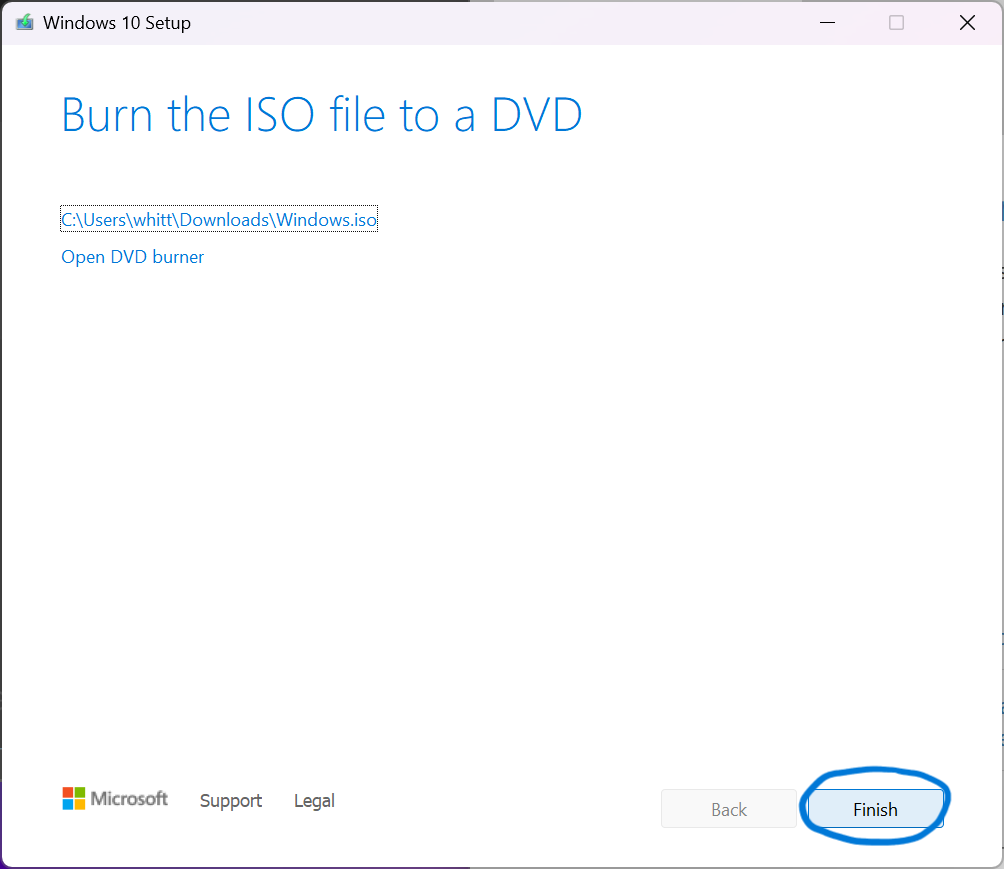 Windows 10 Setup
Burn the ISO file to a DVD
C:\Users\whitt\Downloads\Windows.iso
Open DVD burner
Microsoft Support Legal
Back Finish